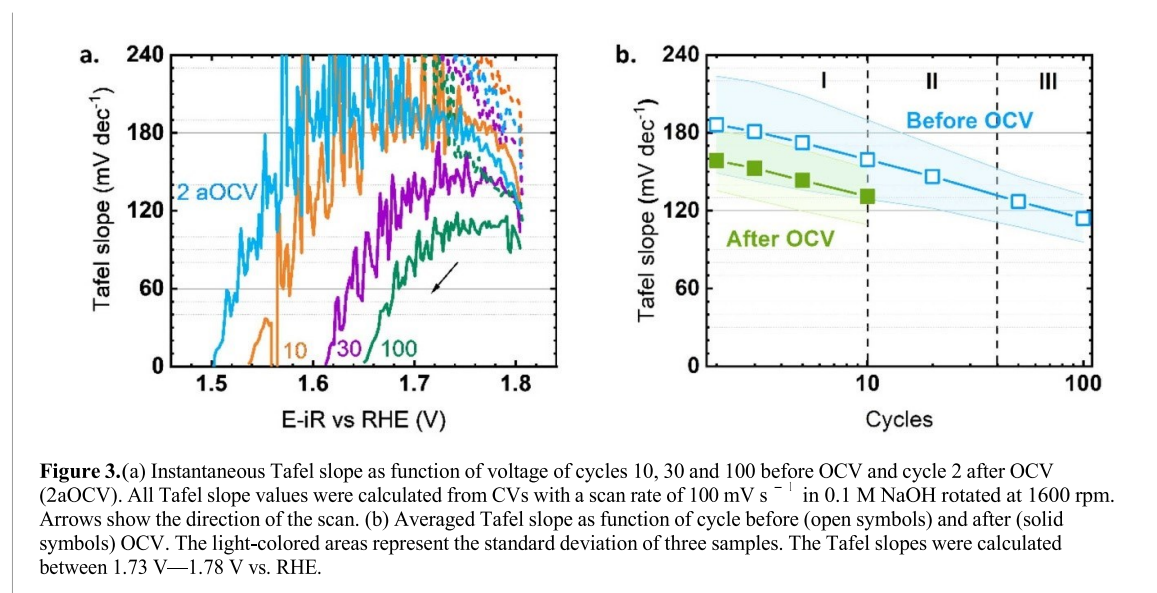 a.
240
180
120
60
0
Tafel slope (mV dec⁻¹)
2 aOCV
10
30
100
1.5 1.6 1.7 1.8
E-iR vs RHE (V)
b.
240
180
120
60
0
Tafel slope (mV dec⁻¹)
I II III
Before OCV
After OCV
10 100
Cycles
Figure 3.(a) Instantaneous Tafel slope as function of voltage of cycles 10, 30 and 100 before OCV and cycle 2 after OCV
(2aOCV). All Tafel slope values were calculated from CVs with a scan rate of 100 mV s⁻¹ in 0.1 M NaOH rotated at 1600 rpm.
Arrows show the direction of the scan. (b) Averaged Tafel slope as function of cycle before (open symbols) and after (solid
symbols) OCV. The light-colored areas represent the standard deviation of three samples. The Tafel slopes were calculated
between 1.73 V—1.78 V vs. RHE.